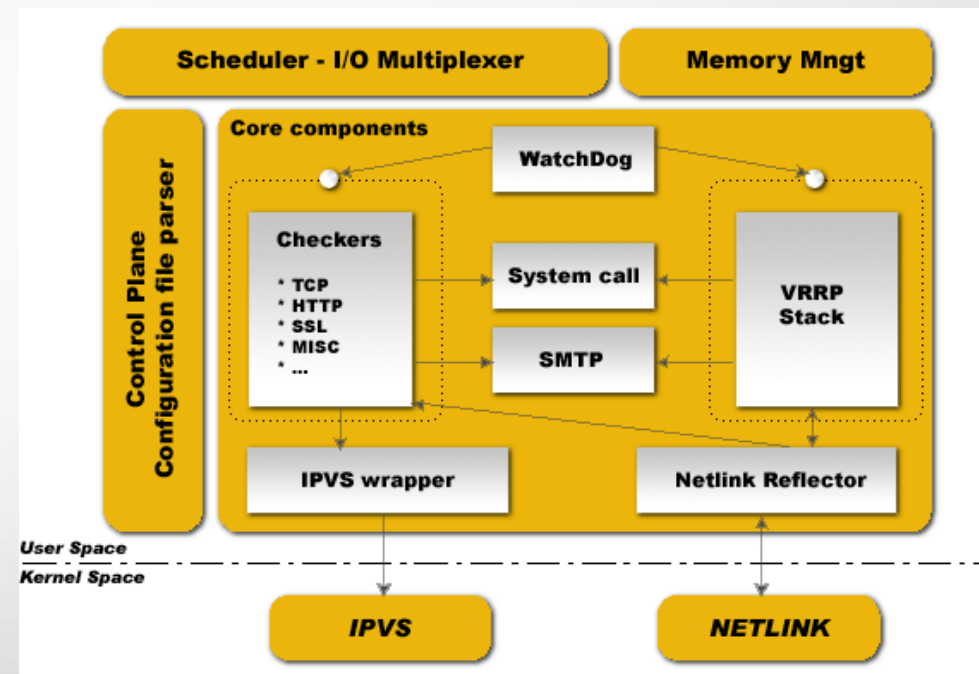 Scheduler - I/O Multiplexer
Memory Mngt
Control Plane
Configuration file parser
Core components
WatchDog
Checkers
* TCP
* HTTP
* SSL
* MISC
* ...
System call
SMTP
VRRP
Stack
IPVS wrapper
Netlink Reflector
User Space
Kernel Space
IPVS
NETLINK